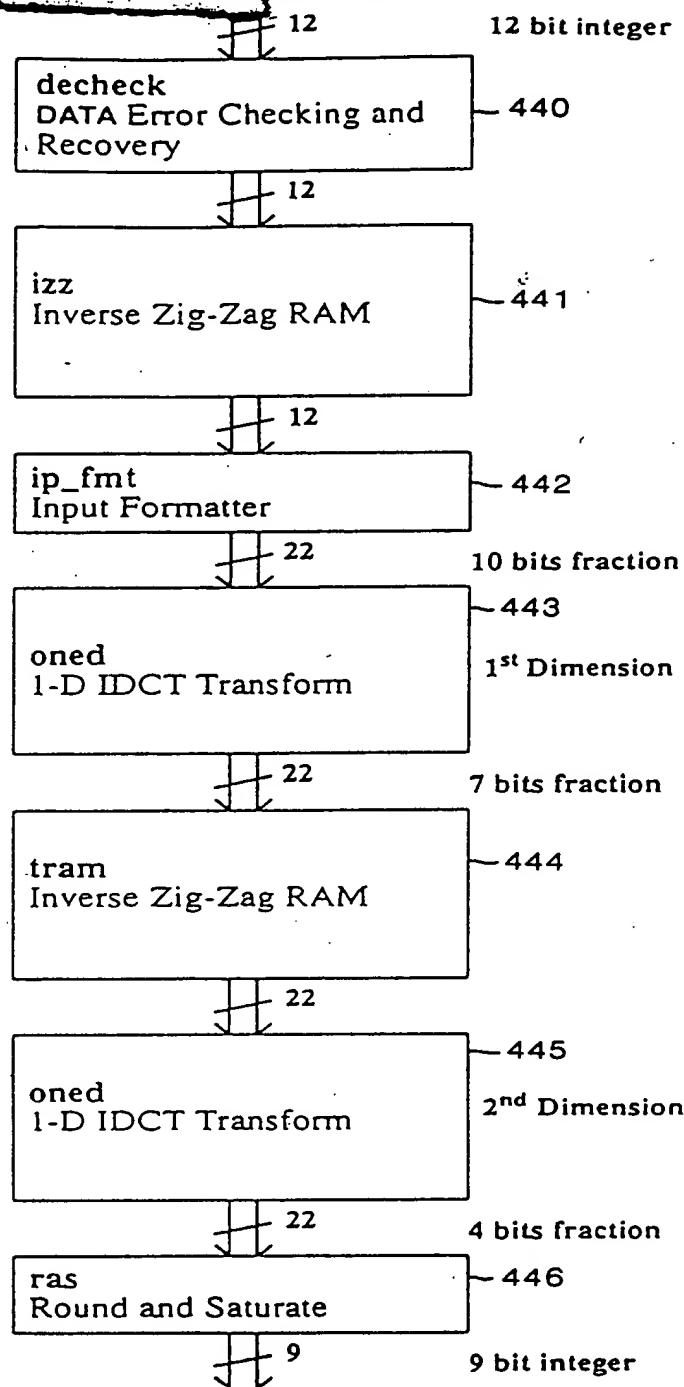 12 12 bit integer
decheck
DATA Error Checking and
Recovery
440
12
izz
Inverse Zig-Zag RAM
441
12
ip_fmt
Input Formatter
442
22 10 bits fraction
443
oned
1-D IDCT Transform
1st Dimension
22 7 bits fraction
tram
Inverse Zig-Zag RAM
444
22
445
oned
1-D IDCT Transform
2nd Dimension
22 4 bits fraction
ras
Round and Saturate
446
9 9 bit integer